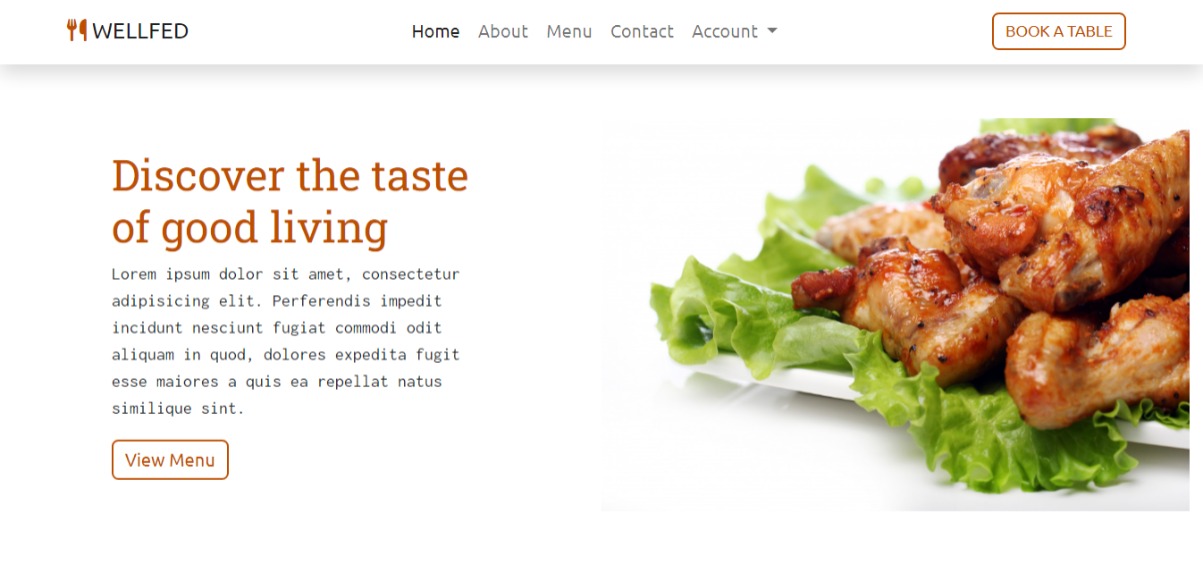 WELLFED
Home About Menu Contact Account
BOOK A TABLE
Discover the taste
of good living
Lorem ipsum dolor sit amet, consectetur
adipisicing elit. Perferendis impedit
incidunt nesciunt fugiat commodi odit
aliquam in quod, dolores expedita fugit
esse maiores a quis ea repellat natus
similique sint.
View Menu